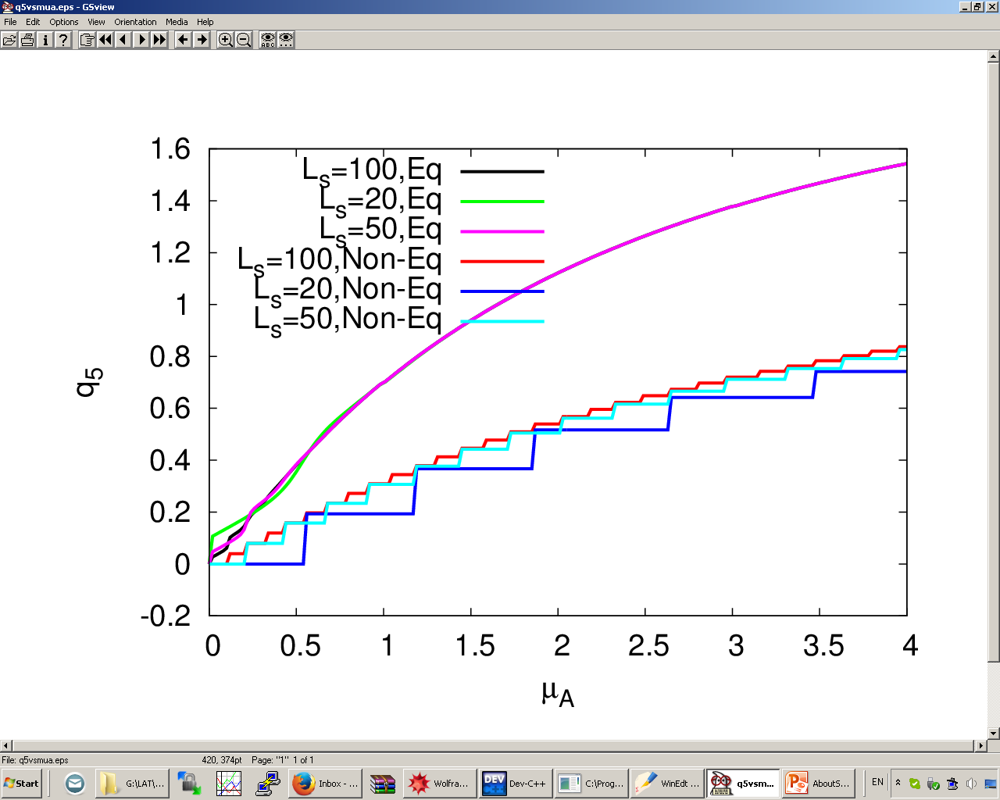 q5vsmua.eps - GSview
File Edit Options View Orientation Media Help
1.6
1.4
1.2
1
0.8
0.6
0.4
0.2
0
-0.2
q5
Ls=100,Eq
Ls=20,Eq
Ls=50,Eq
Ls=100,Non-Eq
Ls=20,Non-Eq
Ls=50,Non-Eq
0 0.5 1 1.5 2 2.5 3 3.5 4
μA
File: q5vsmua.eps 420, 374pt Page: "1" 1 of 1
Start G:\LAT\... Inbox - ... Wolfra... DEV Dev-C++ C:\Prog... WinEdt ... q5vsm... AboutS... EN